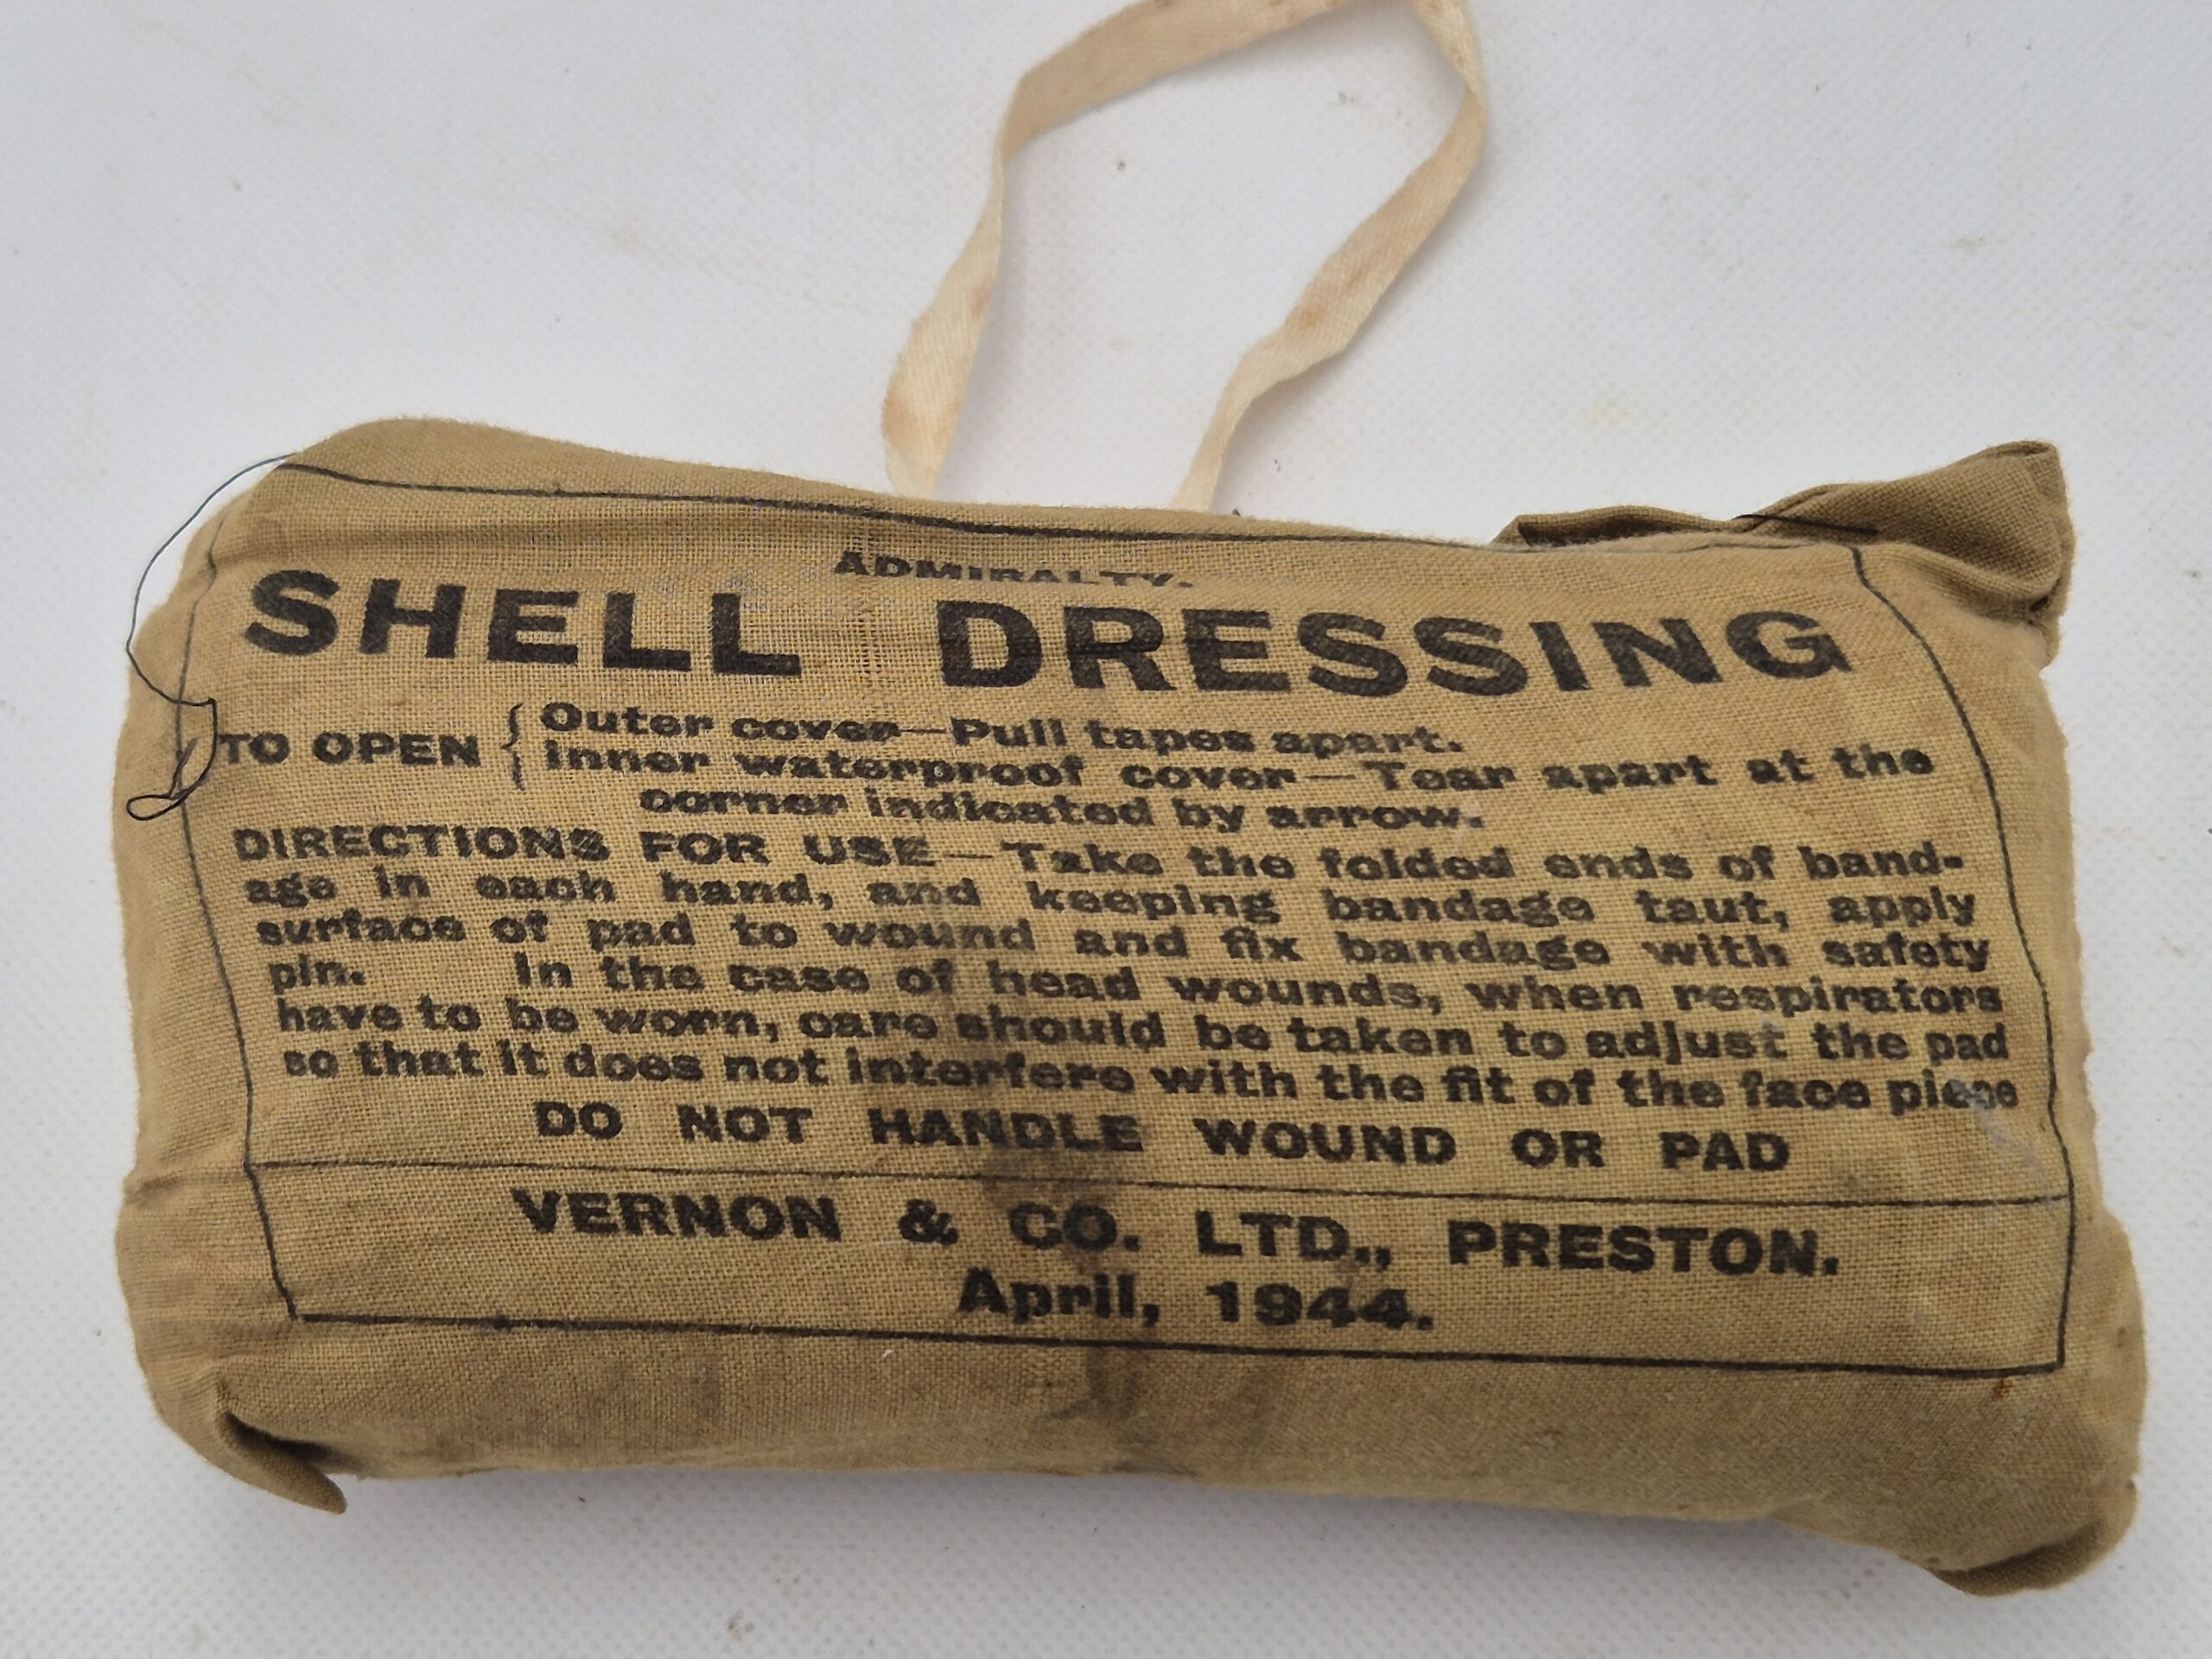 ADMIRALTY.
SHELL DRESSING
TO OPEN { Outer cover—Pull tapes apart.
inner waterproof cover—Tear apart at the
corner indicated by arrow.
DIRECTIONS FOR USE—Take the folded ends of band-
age in each hand, and keeping bandage taut, apply
surface of pad to wound and fix bandage with safety
pin. In the case of head wounds, when respirators
have to be worn, care should be taken to adjust the pad
so that it does not interfere with the fit of the face piece
DO NOT HANDLE WOUND OR PAD
VERNON & CO. LTD., PRESTON.
April, 1944.